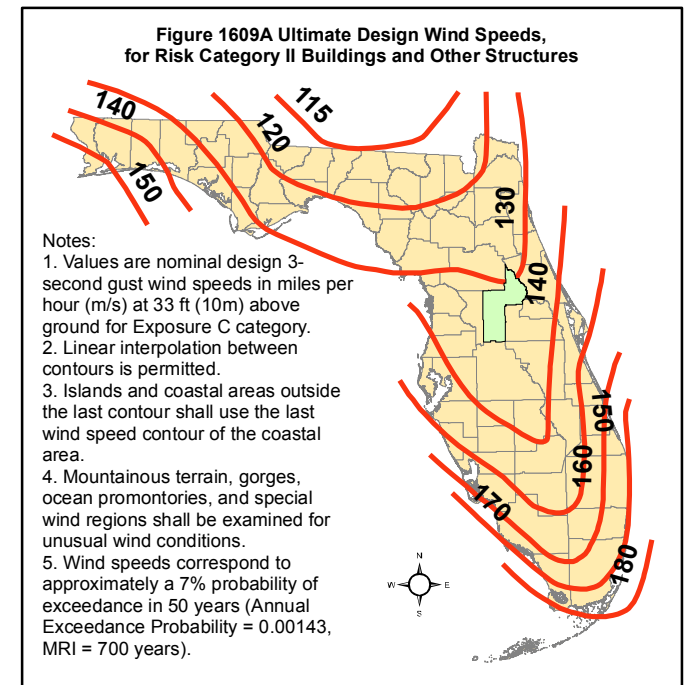 Figure 1609A Ultimate Design Wind Speeds,
for Risk Category II Buildings and Other Structures
115
140
120
150
130
Notes:
1. Values are nominal design 3-
second gust wind speeds in miles per
hour (m/s) at 33 ft (10m) above
ground for Exposure C category.
2. Linear interpolation between
contours is permitted.
3. Islands and coastal areas outside
the last contour shall use the last
wind speed contour of the coastal
area.
4. Mountainous terrain, gorges,
ocean promontories, and special
wind regions shall be examined for
unusual wind conditions.
5. Wind speeds correspond to
approximately a 7% probability of
exceedance in 50 years (Annual
Exceedance Probability = 0.00143,
MRI = 700 years).
140
150
160
170
180
N
W
E
S